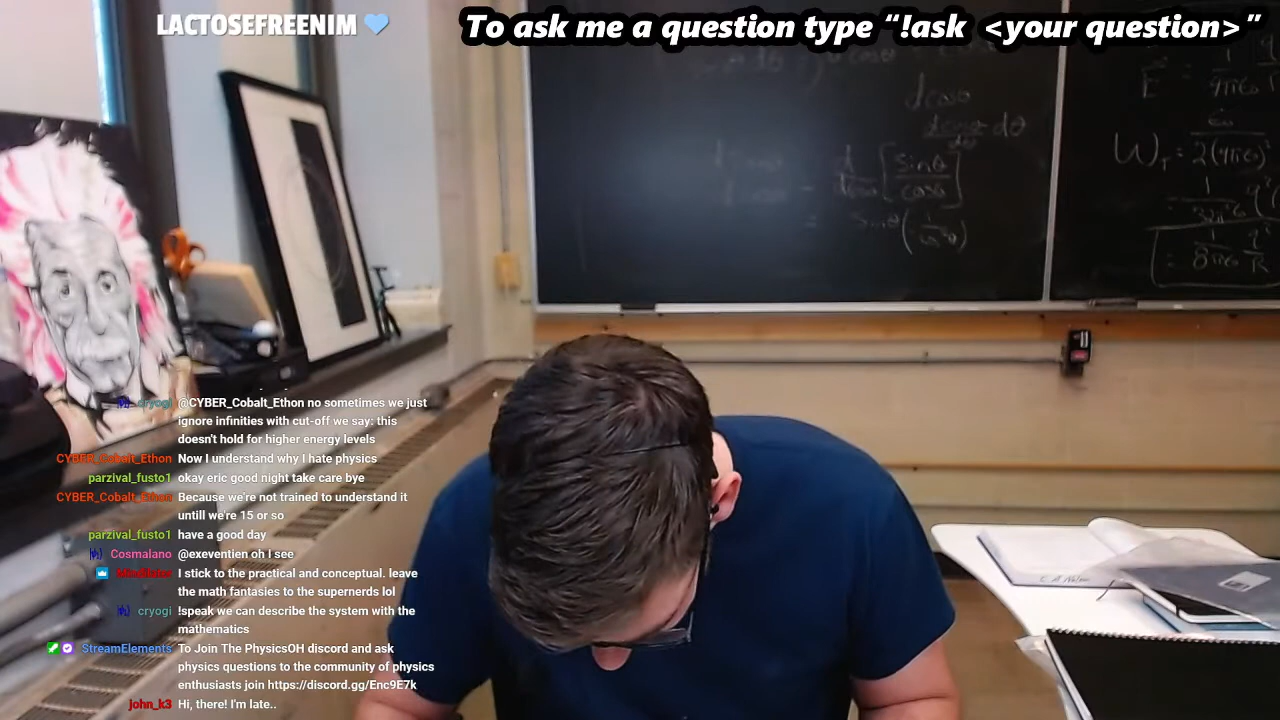 LACTOSEFREENIM
To ask me a question type “!ask <your question>”
dcosθ
dθ
d
[sinθ
cosθ]
W
cryogi @CYBER_Cobalt_Ethon no sometimes we just
ignore infinities with cut-off we say: this
doesn't hold for higher energy levels
CYBER_Cobalt_Ethon Now I understand why I hate physics
parzival_fusto1 okay eric good night take care bye
CYBER_Cobalt_Ethon Because we're not trained to understand it
untill we're 15 or so
parzival_fusto1 have a good day
Cosmaiano @exeventien oh i see
I stick to the practical and conceptual. leave
the math fantasies to the supernerds lol
cryogi !speak we can describe the system with the
mathematics
StreamElements To Join The PhysicsOH discord and ask
physics questions to the community of physics
enthusiasts join https://discord.gg/Enc9E7k
john_k3 Hi, there! I'm late..